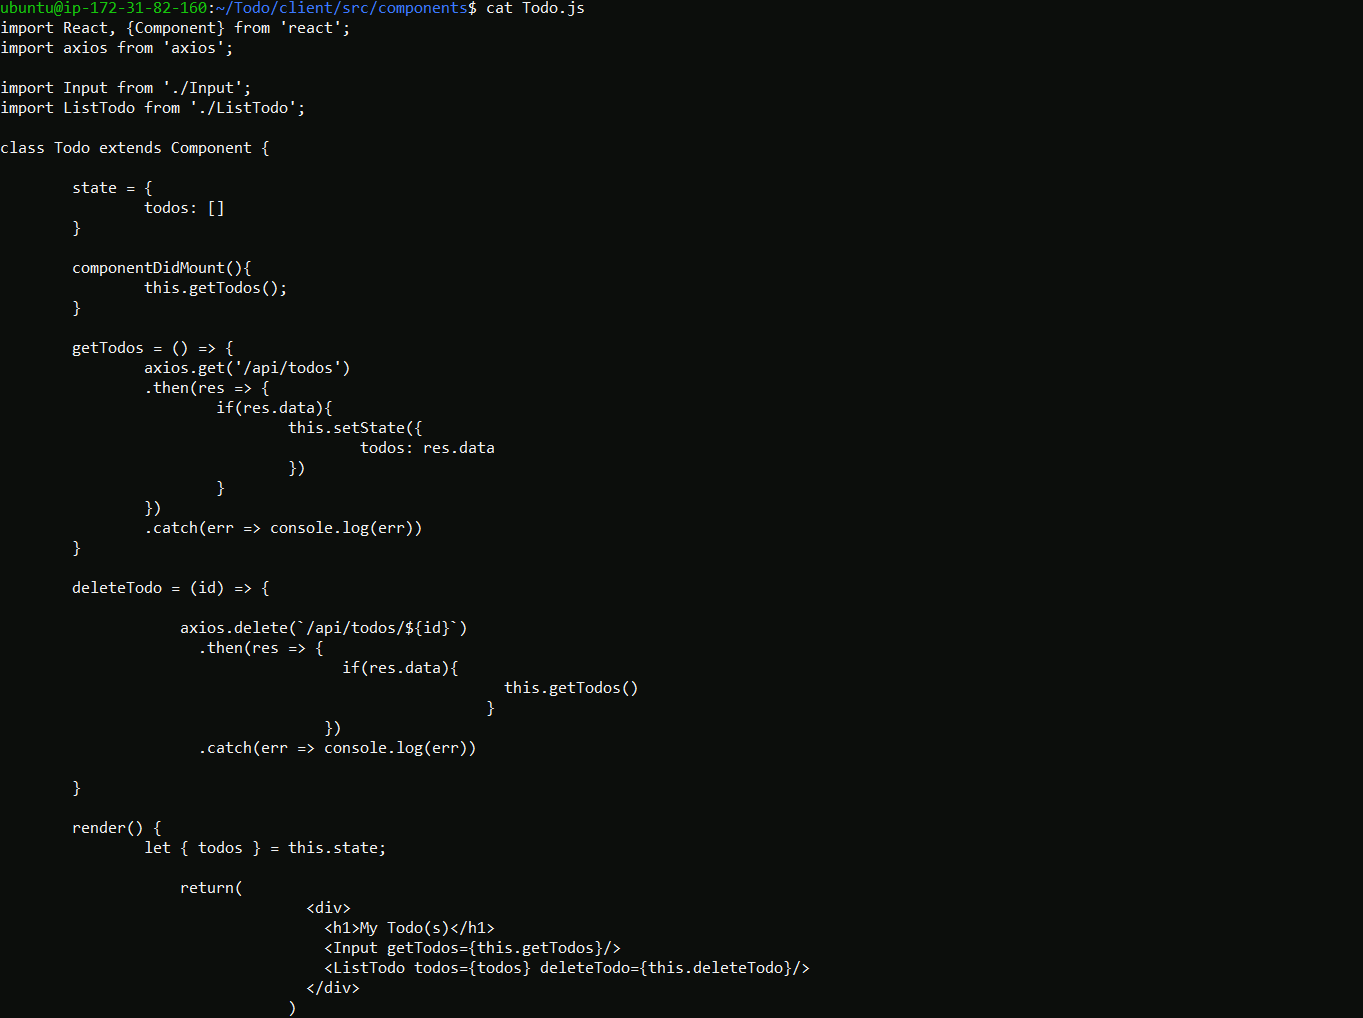 ubuntu@ip-172-31-82-160:~/Todo/client/src/components$ cat Todo.js
import React, {Component} from 'react';
import axios from 'axios';

import Input from './Input';
import ListTodo from './ListTodo';

class Todo extends Component {

        state = {
                todos: []
        }

        componentDidMount(){
                this.getTodos();
        }

        getTodos = () => {
                axios.get('/api/todos')
                .then(res => {
                        if(res.data){
                                this.setState({
                                        todos: res.data
                                })
                        }
                })
                .catch(err => console.log(err))
        }

        deleteTodo = (id) => {

                    axios.delete(`/api/todos/${id}`)
                      .then(res => {
                                      if(res.data){
                                                        this.getTodos()
                                                      }
                                    })
                      .catch(err => console.log(err))

        }

        render() {
                let { todos } = this.state;

                    return(
                                  <div>
                                    <h1>My Todo(s)</h1>
                                    <Input getTodos={this.getTodos}/>
                                    <ListTodo todos={todos} deleteTodo={this.deleteTodo}/>
                                  </div>
                                )